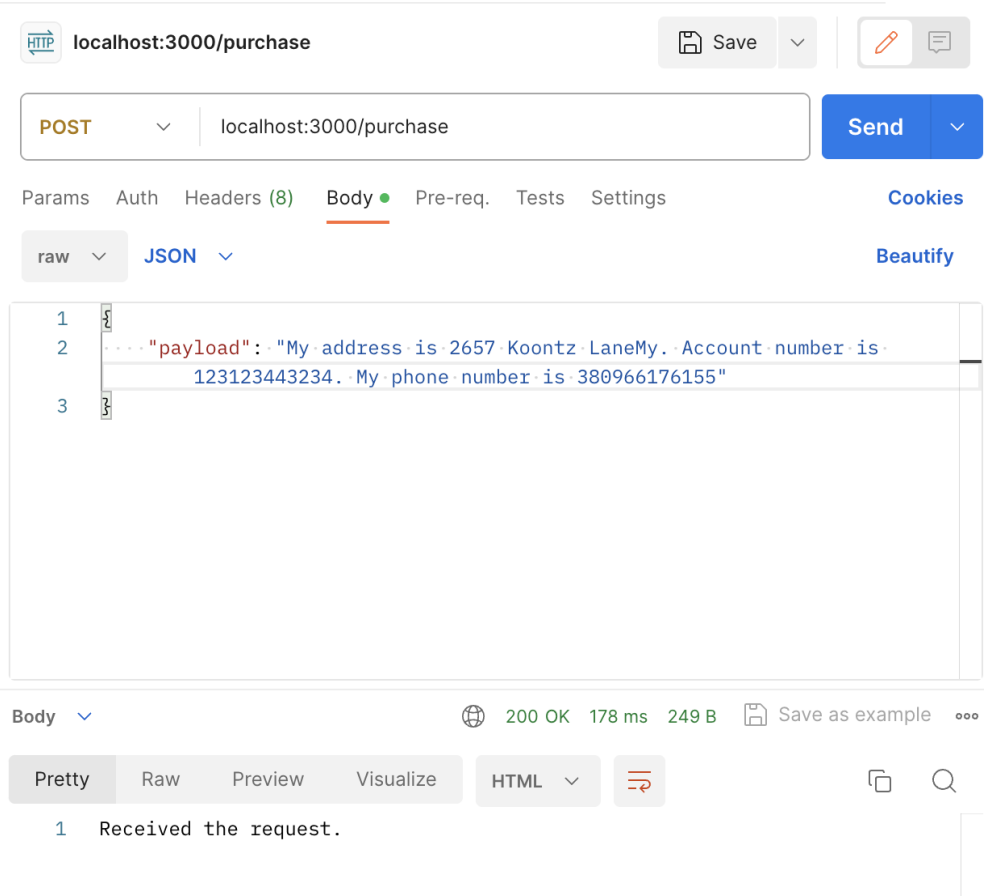 HTTP localhost:3000/purchase Save
POST localhost:3000/purchase Send
Params Auth Headers (8) Body Pre-req. Tests Settings Cookies
raw JSON Beautify
1 {
2 "payload": "My address is 2657 Koontz LaneMy. Account number is
123123443234. My phone number is 380966176155"
3 }
Body 200 OK 178 ms 249 B Save as example
Pretty Raw Preview Visualize HTML
1 Received the request.